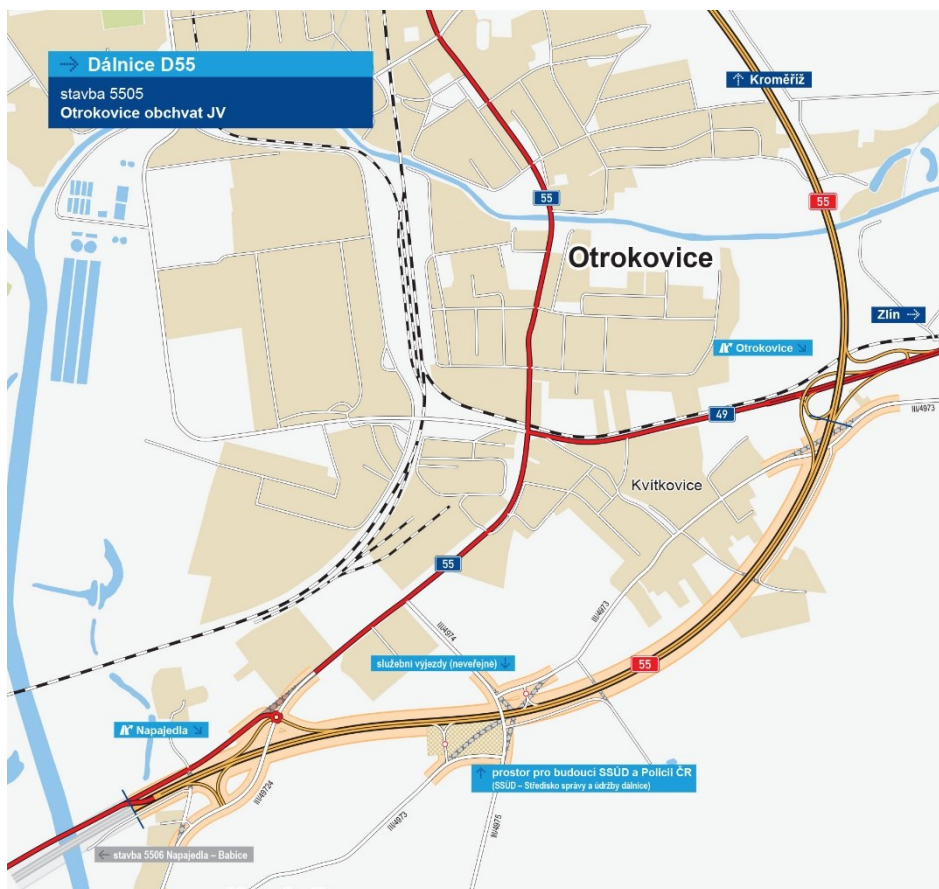 Dálnice D55
stavba 5505
Otrokovice obchvat JV
Kroměříž
55
55
Otrokovice
Zlín
Otrokovice
49
III/4973
Kvítkovice
55
III/4973
III/4974
služební výjezdy (neveřejné)
55
Napajedla
prostor pro budoucí SSÚD a Policii ČR
(SSÚD – Středisko správy a údržby dálnice)
III/49724
III/4973
III/4975
stavba 5506 Napajedla – Babice